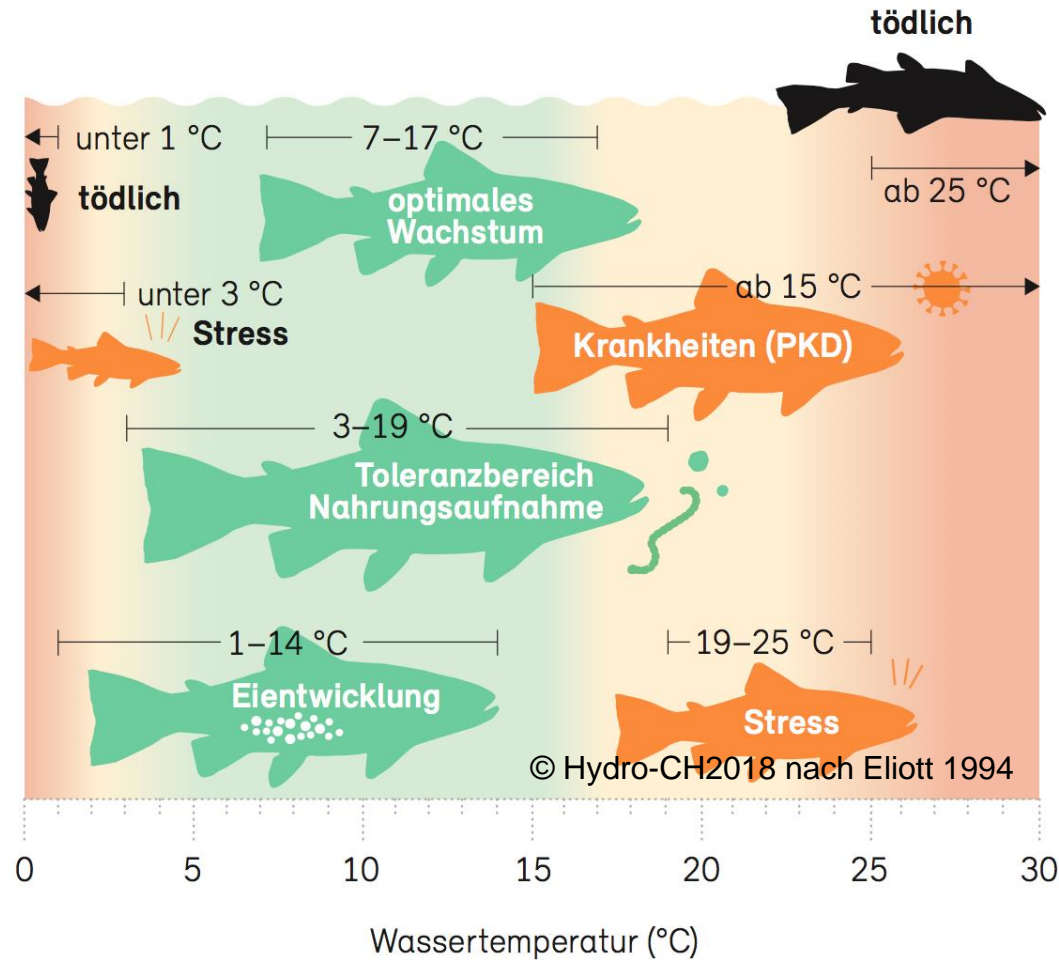 tödlich
unter 1 °C
7–17 °C
tödlich
ab 25 °C
optimales
Wachstum
unter 3 °C
ab 15 °C
Stress
Krankheiten (PKD)
3–19 °C
Toleranzbereich
Nahrungsaufnahme
1–14 °C
19–25 °C
Eientwicklung
Stress
© Hydro-CH2018 nach Eliott 1994
0 5 10 15 20 25 30
Wassertemperatur (°C)